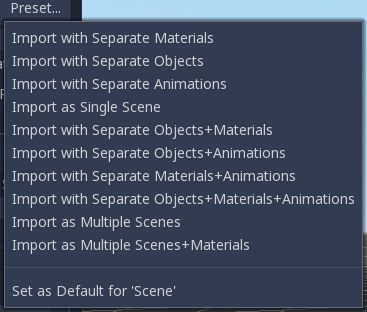 Preset...
Import with Separate Materials
Import with Separate Objects
Import with Separate Animations
Import as Single Scene
Import with Separate Objects+Materials
Import with Separate Objects+Animations
Import with Separate Materials+Animations
Import with Separate Objects+Materials+Animations
Import as Multiple Scenes
Import as Multiple Scenes+Materials
Set as Default for 'Scene'